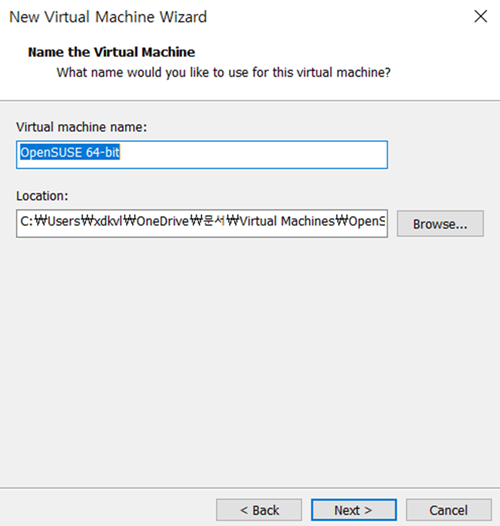 New Virtual Machine Wizard
Name the Virtual Machine
What name would you like to use for this virtual machine?
Virtual machine name:
OpenSUSE 64-bit
Location:
C:₩Users₩xdkvl₩OneDrive₩문서₩Virtual Machines₩OpenS
Browse...
< Back
Next >
Cancel